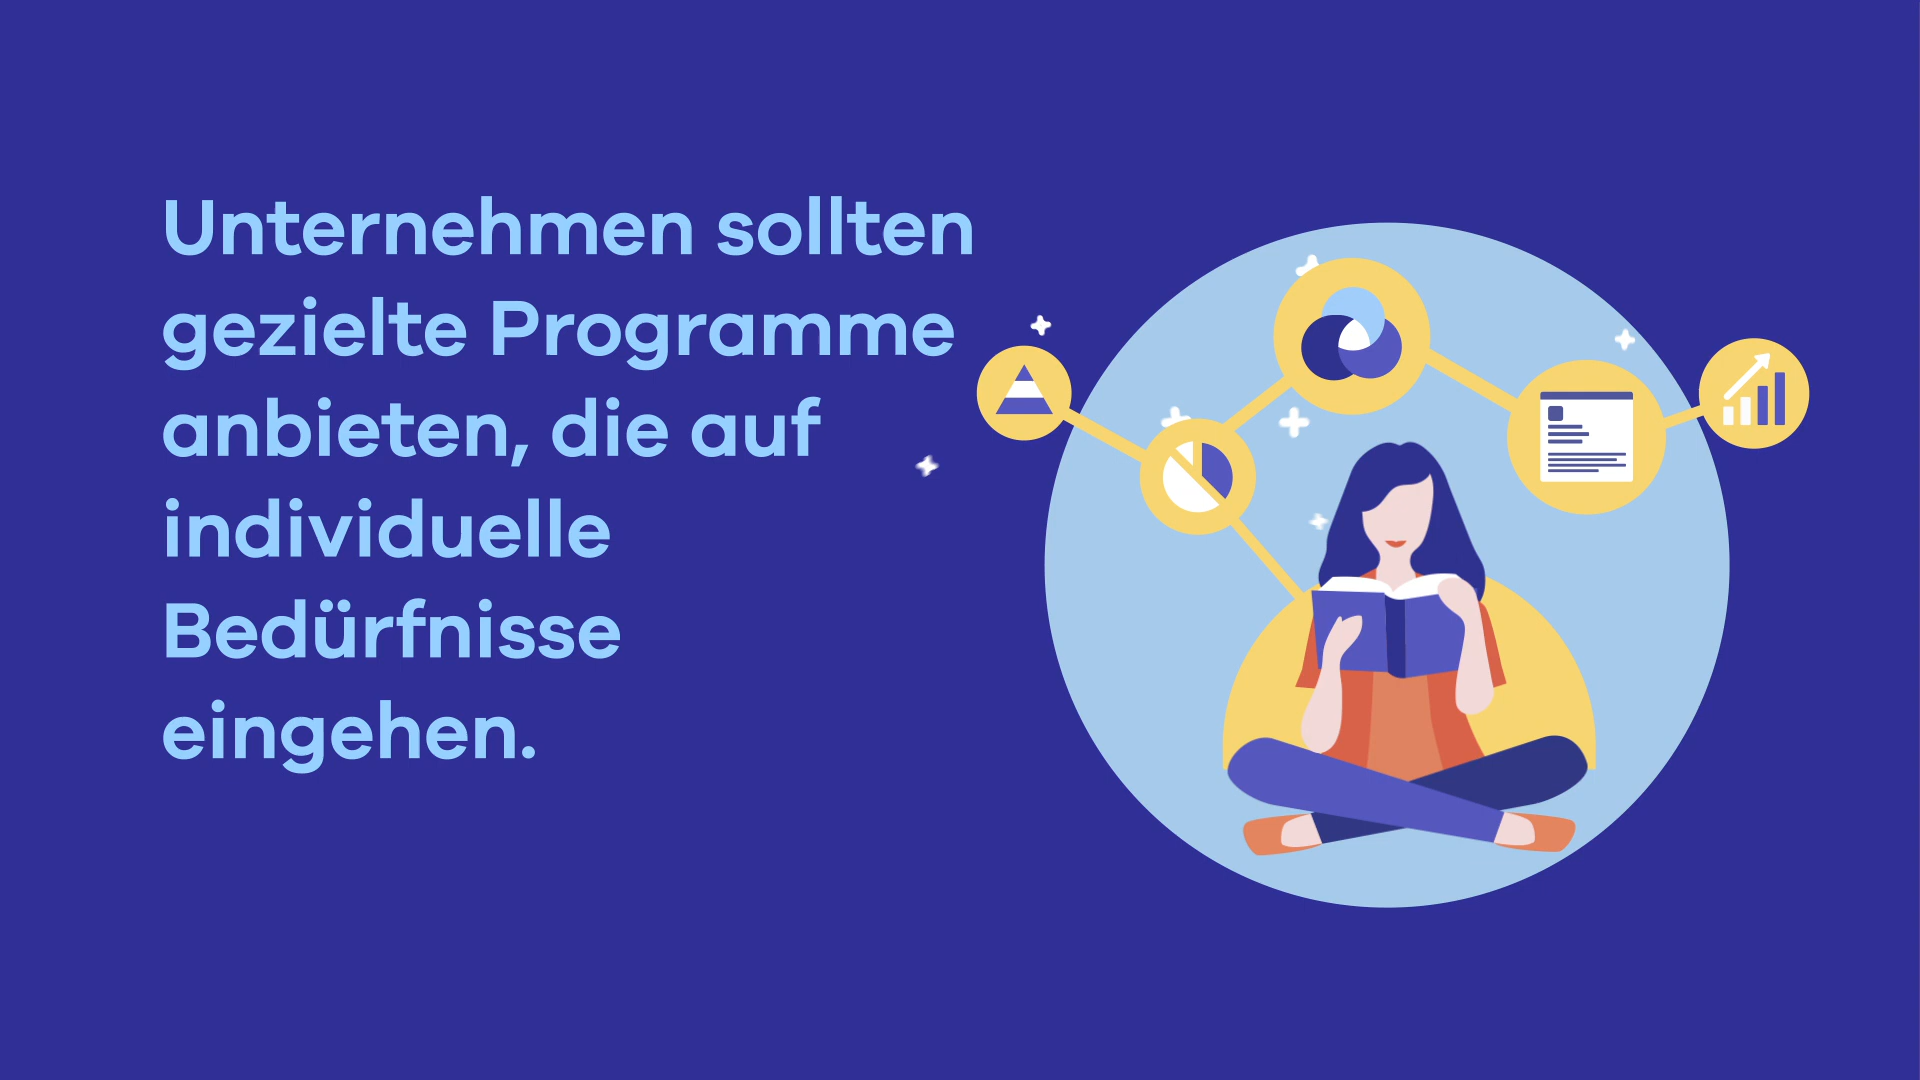 Unternehmen sollten
gezielte Programme
anbieten, die auf
individuelle
Bedürfnisse
eingehen.